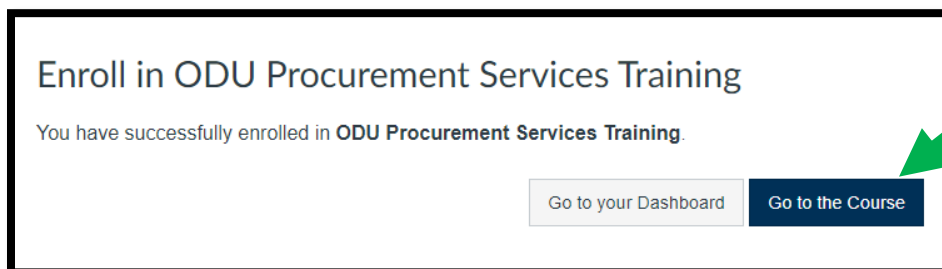 Enroll in ODU Procurement Services Training
You have successfully enrolled in ODU Procurement Services Training.
Go to your Dashboard
Go to the Course